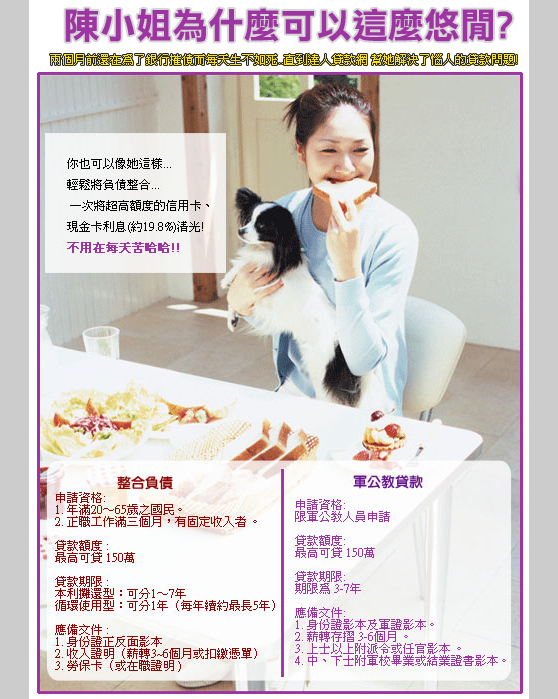 陳小姐為什麼可以這麼悠閒?
兩個月前還在為了銀行催債而每天生不如死..直到達人貸款網 幫她解決了惱人的貸款問題!
你也可以像她這樣...
輕鬆將負債整合...
一次將超高額度的信用卡、
現金卡利息(約19.8%)清光!
不用在每天苦哈哈!!
整合負債
申請資格:
1. 年滿20～65歲之國民。
2. 正職工作滿三個月，有固定收入者 。
貸款額度 :
最高可貸 150萬
貸款期限 :
本利攤還型：可分1～7年
循環使用型：可分1年（每年續約最長5年）
應備文件 :
1. 身份證正反面影本
2. 收入證明（薪轉3~6個月或扣繳憑單）
3. 勞保卡（或在職證明 )
軍公教貸款
申請資格:
限軍公教人員申請
貸款額度:
最高可貸 150萬
貸款期限:
期限為 3-7年
應備文件:
1. 身份證影本及軍證影本。
2. 薪轉存摺 3-6個月 。
3. 上士以上附派令或任官影本 。
4. 中、下士附軍校畢業或結業證書影本。